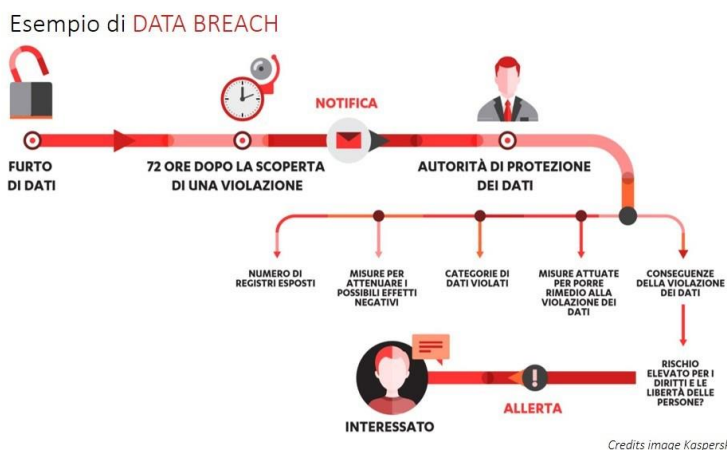 Esempio di DATA BREACH
NOTIFICA
FURTO
DI DATI
72 ORE DOPO LA SCOPERTA
DI UNA VIOLAZIONE
AUTORITÀ DI PROTEZIONE
DEI DATI
NUMERO DI
REGISTRI ESPOSTI
MISURE PER
ATTENUARE I
POSSIBILI EFFETTI
NEGATIVI
CATEGORIE DI
DATI VIOLATI
MISURE ATTUATE
PER PORRE
RIMEDIO ALLA
VIOLAZIONE DEI
DATI
CONSEGUENZE
DELLA VIOLAZIONE
DEI DATI
RISCHIO
ELEVATO PER I
DIRITTI E LE
LIBERTÀ DELLE
PERSONE?
ALLERTA
INTERESSATO
Credits image Kaspersk